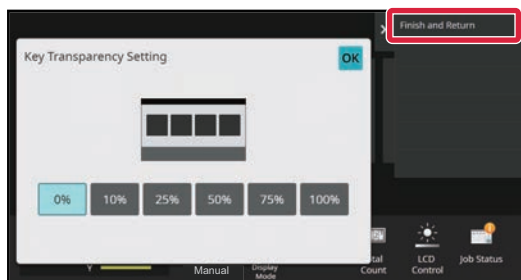 Finish and Return
Key Transparency Setting
OK
0%
10%
25%
50%
75%
100%
Y
Manual
Display
Mode
tal
Count
LCD
Control
Job Status